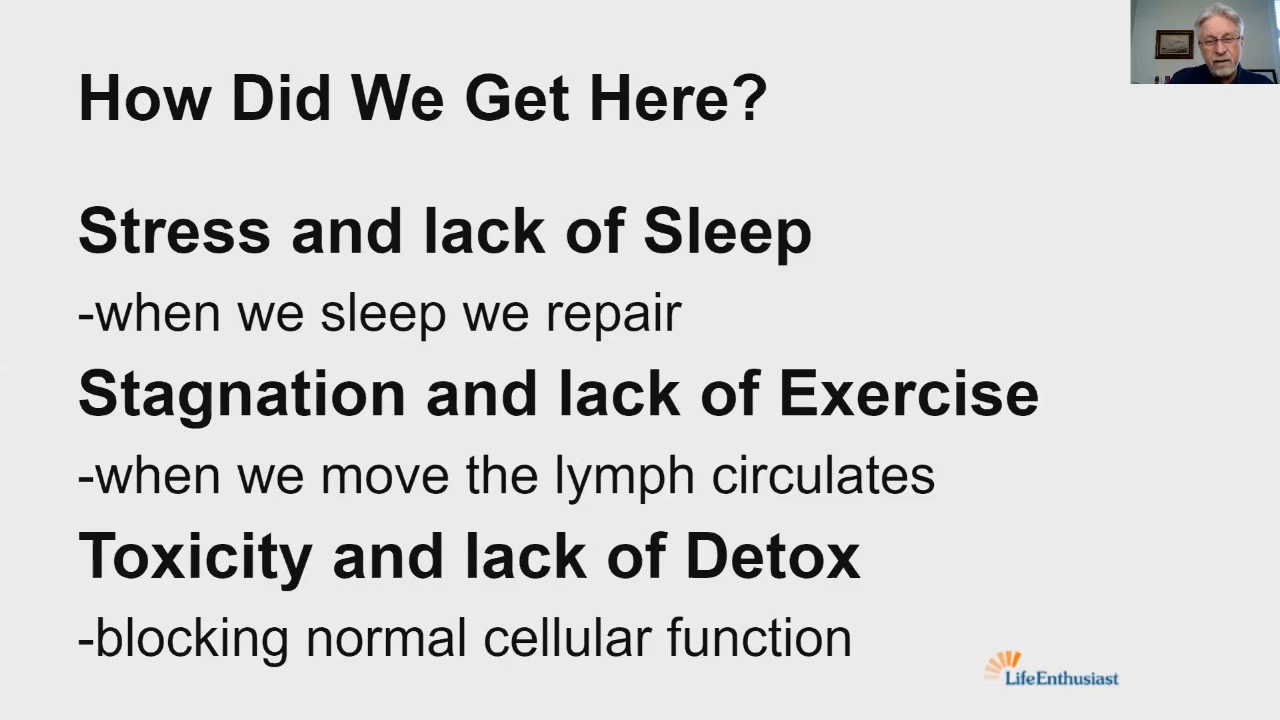 How Did We Get Here?
Stress and lack of Sleep
-when we sleep we repair
Stagnation and lack of Exercise
-when we move the lymph circulates
Toxicity and lack of Detox
-blocking normal cellular function
LifeEnthusiast